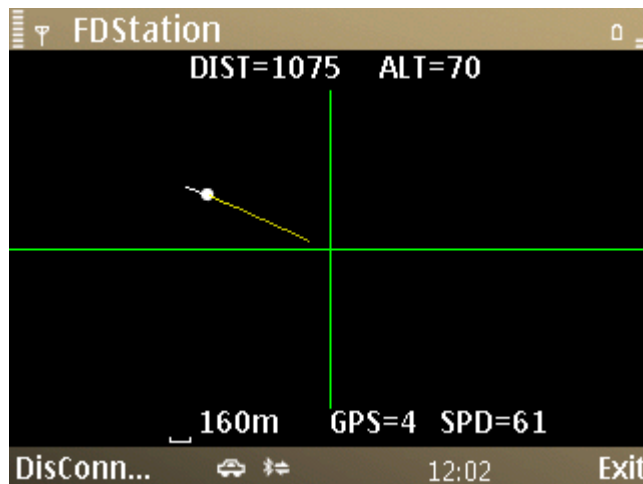 FDStation
DIST=1075 ALT=70
160m GPS=4 SPD=61
DisConn... 12:02 Exit